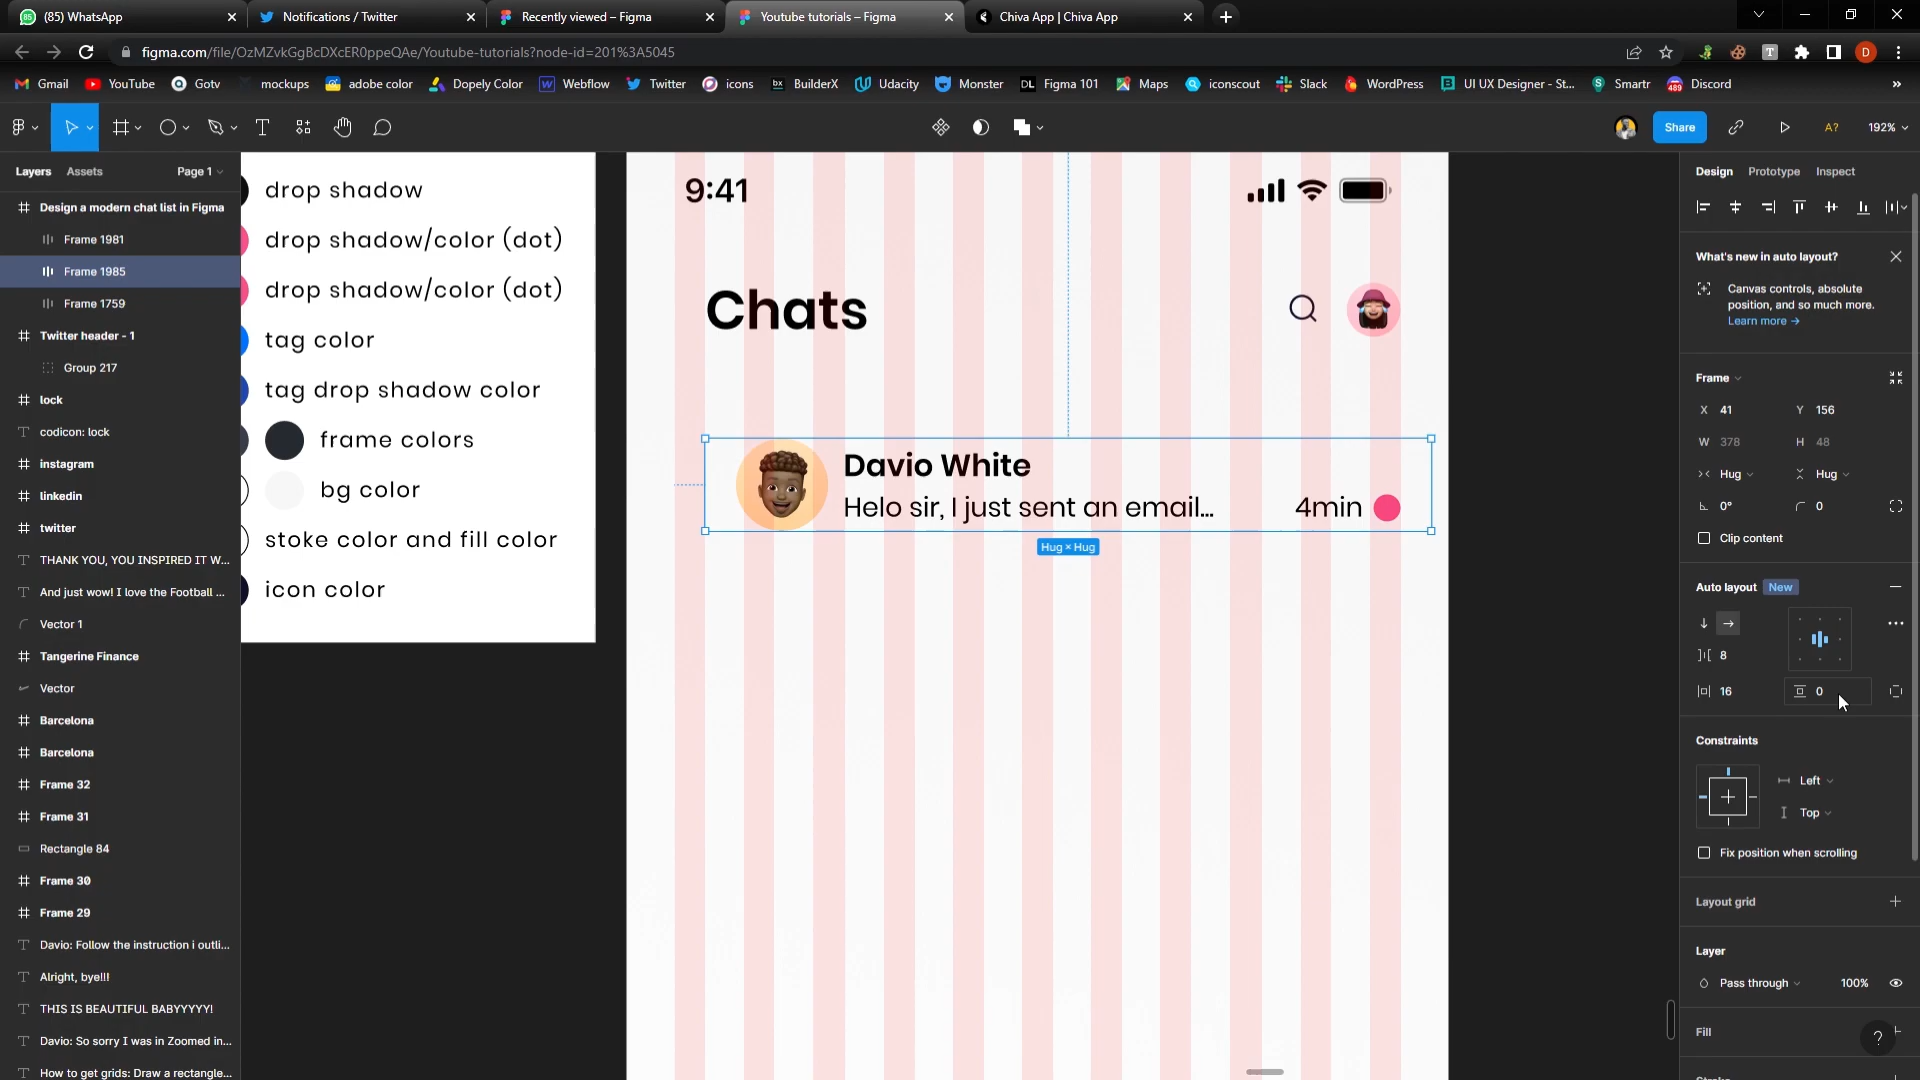 (85) WhatsApp
Notifications / Twitter
Recently viewed – Figma
Youtube tutorials – Figma
Chiva App | Chiva App
figma.com/file/OzMZvkGgBcDXcER0ppeQAe/Youtube-tutorials?node-id=201%3A5045
Gmail
YouTube
Gotv
mockups
adobe color
Dopely Color
Webflow
Twitter
icons
BuilderX
Udacity
Monster
DL Figma 101
Maps
iconscout
Slack
WordPress
UI UX Designer - St...
Smartr
Discord
Share
A?
192%
Layers
Assets
Page 1
Design a modern chat list in Figma
Frame 1981
Frame 1985
Frame 1759
Twitter header - 1
Group 217
lock
codicon: lock
instagram
linkedin
twitter
THANK YOU, YOU INSPIRED IT W...
And just wow! I love the Football ...
Vector 1
Tangerine Finance
Vector
Barcelona
Barcelona
Frame 32
Frame 31
Rectangle 84
Frame 30
Frame 29
Davio: Follow the instruction i outli...
Alright, bye!!!
THIS IS BEAUTIFUL BABYYYYY!
Davio: So sorry I was in Zoomed in...
How to get grids: Draw a rectangle...
drop shadow
drop shadow/color (dot)
drop shadow/color (dot)
tag color
tag drop shadow color
frame colors
bg color
stoke color and fill color
icon color
9:41
Chats
Davio White
Helo sir, I just sent an email...
4min
Hug × Hug
Design
Prototype
Inspect
What's new in auto layout?
Canvas controls, absolute
position, and so much more.
Learn more →
Frame
X 41
Y 156
W 378
H 48
Hug
Hug
0°
0
Clip content
Auto layout
New
8
16
0
Constraints
Left
Top
Fix position when scrolling
Layout grid
Layer
Pass through
100%
Fill
?